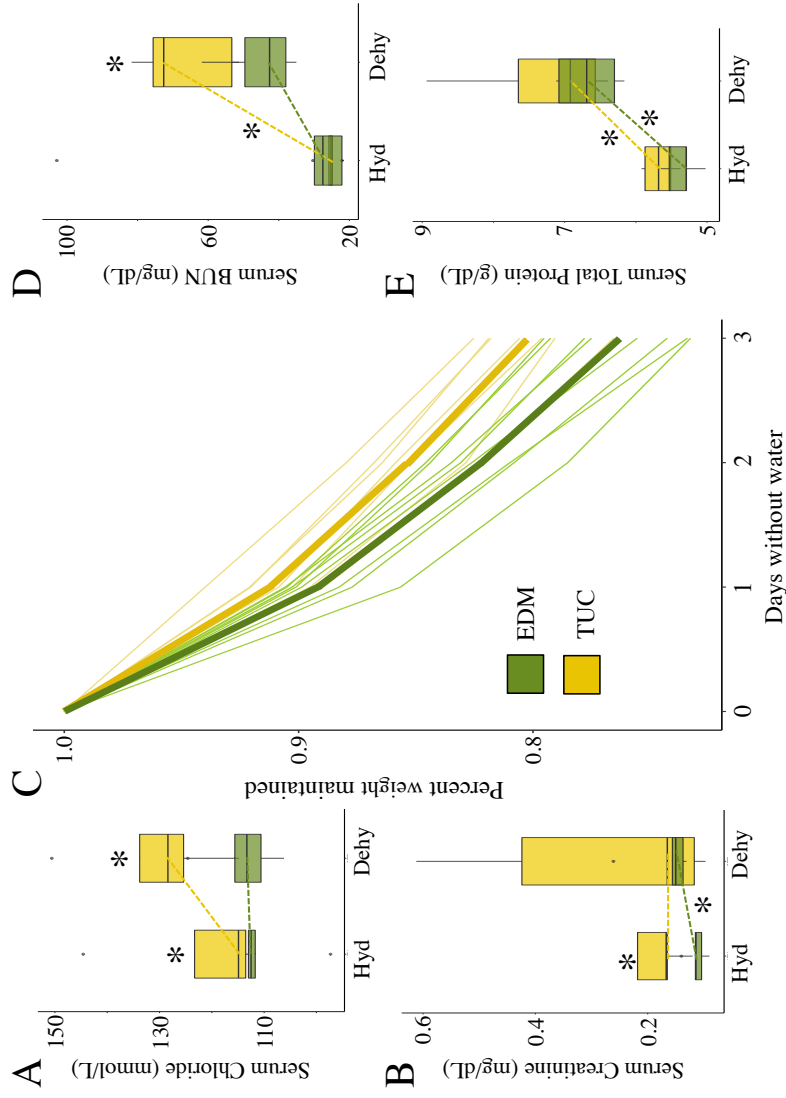 A
Serum Chloride (mmol/L)
150
130
110
*
*
Hyd
Dehy
B
Serum Creatinine (mg/dL)
0.6
0.4
0.2
*
*
Hyd
Dehy
C
Percent weight maintained
1.0
0.9
0.8
EDM
TUC
0
1
2
3
Days without water
D
Serum BUN (mg/dL)
100
60
20
*
*
Hyd
Dehy
E
Serum Total Protein (g/dL)
9
7
5
*
*
Hyd
Dehy